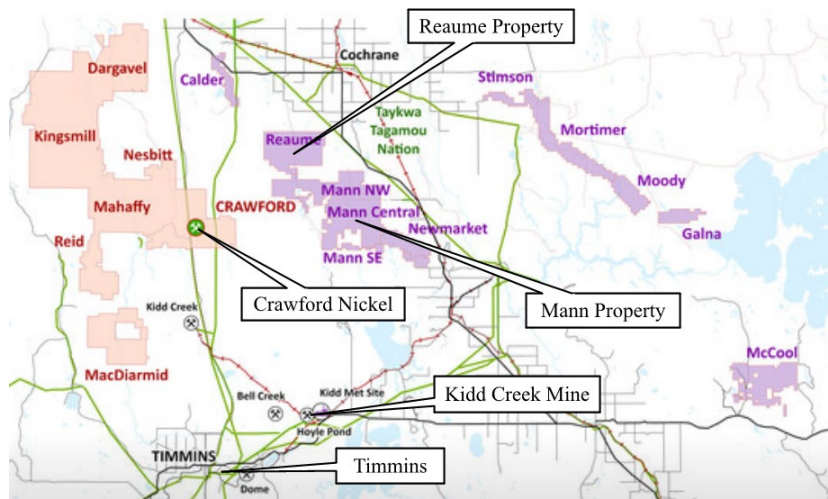 Reaume Property
Dargavel
Cochrane
Calder
Stimson
Taykwa
Tagamou
Nation
Kingsmill
Reaume
Mortimer
Nesbitt
Mann NW
Moody
Mahaffy
CRAWFORD
Mann Central
Newmarket
Galna
Reid
Mann SE
Crawford Nickel
Mann Property
Kidd Creek
McCool
MacDiarmid
Kidd Met Site
Kidd Creek Mine
Bell Creek
Hoyle Pond
TIMMINS
Timmins
Dome